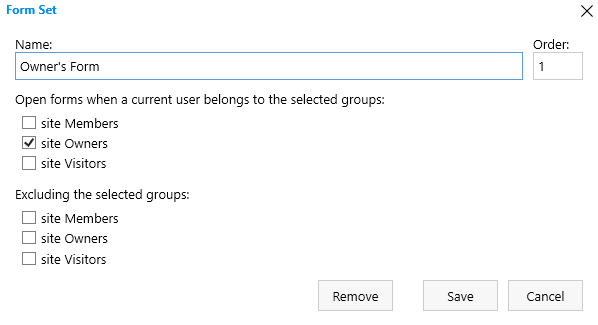 Form Set
Name: Order:
Owner's Form 1
Open forms when a current user belongs to the selected groups:
site Members
site Owners
site Visitors
Excluding the selected groups:
site Members
site Owners
site Visitors
Remove Save Cancel